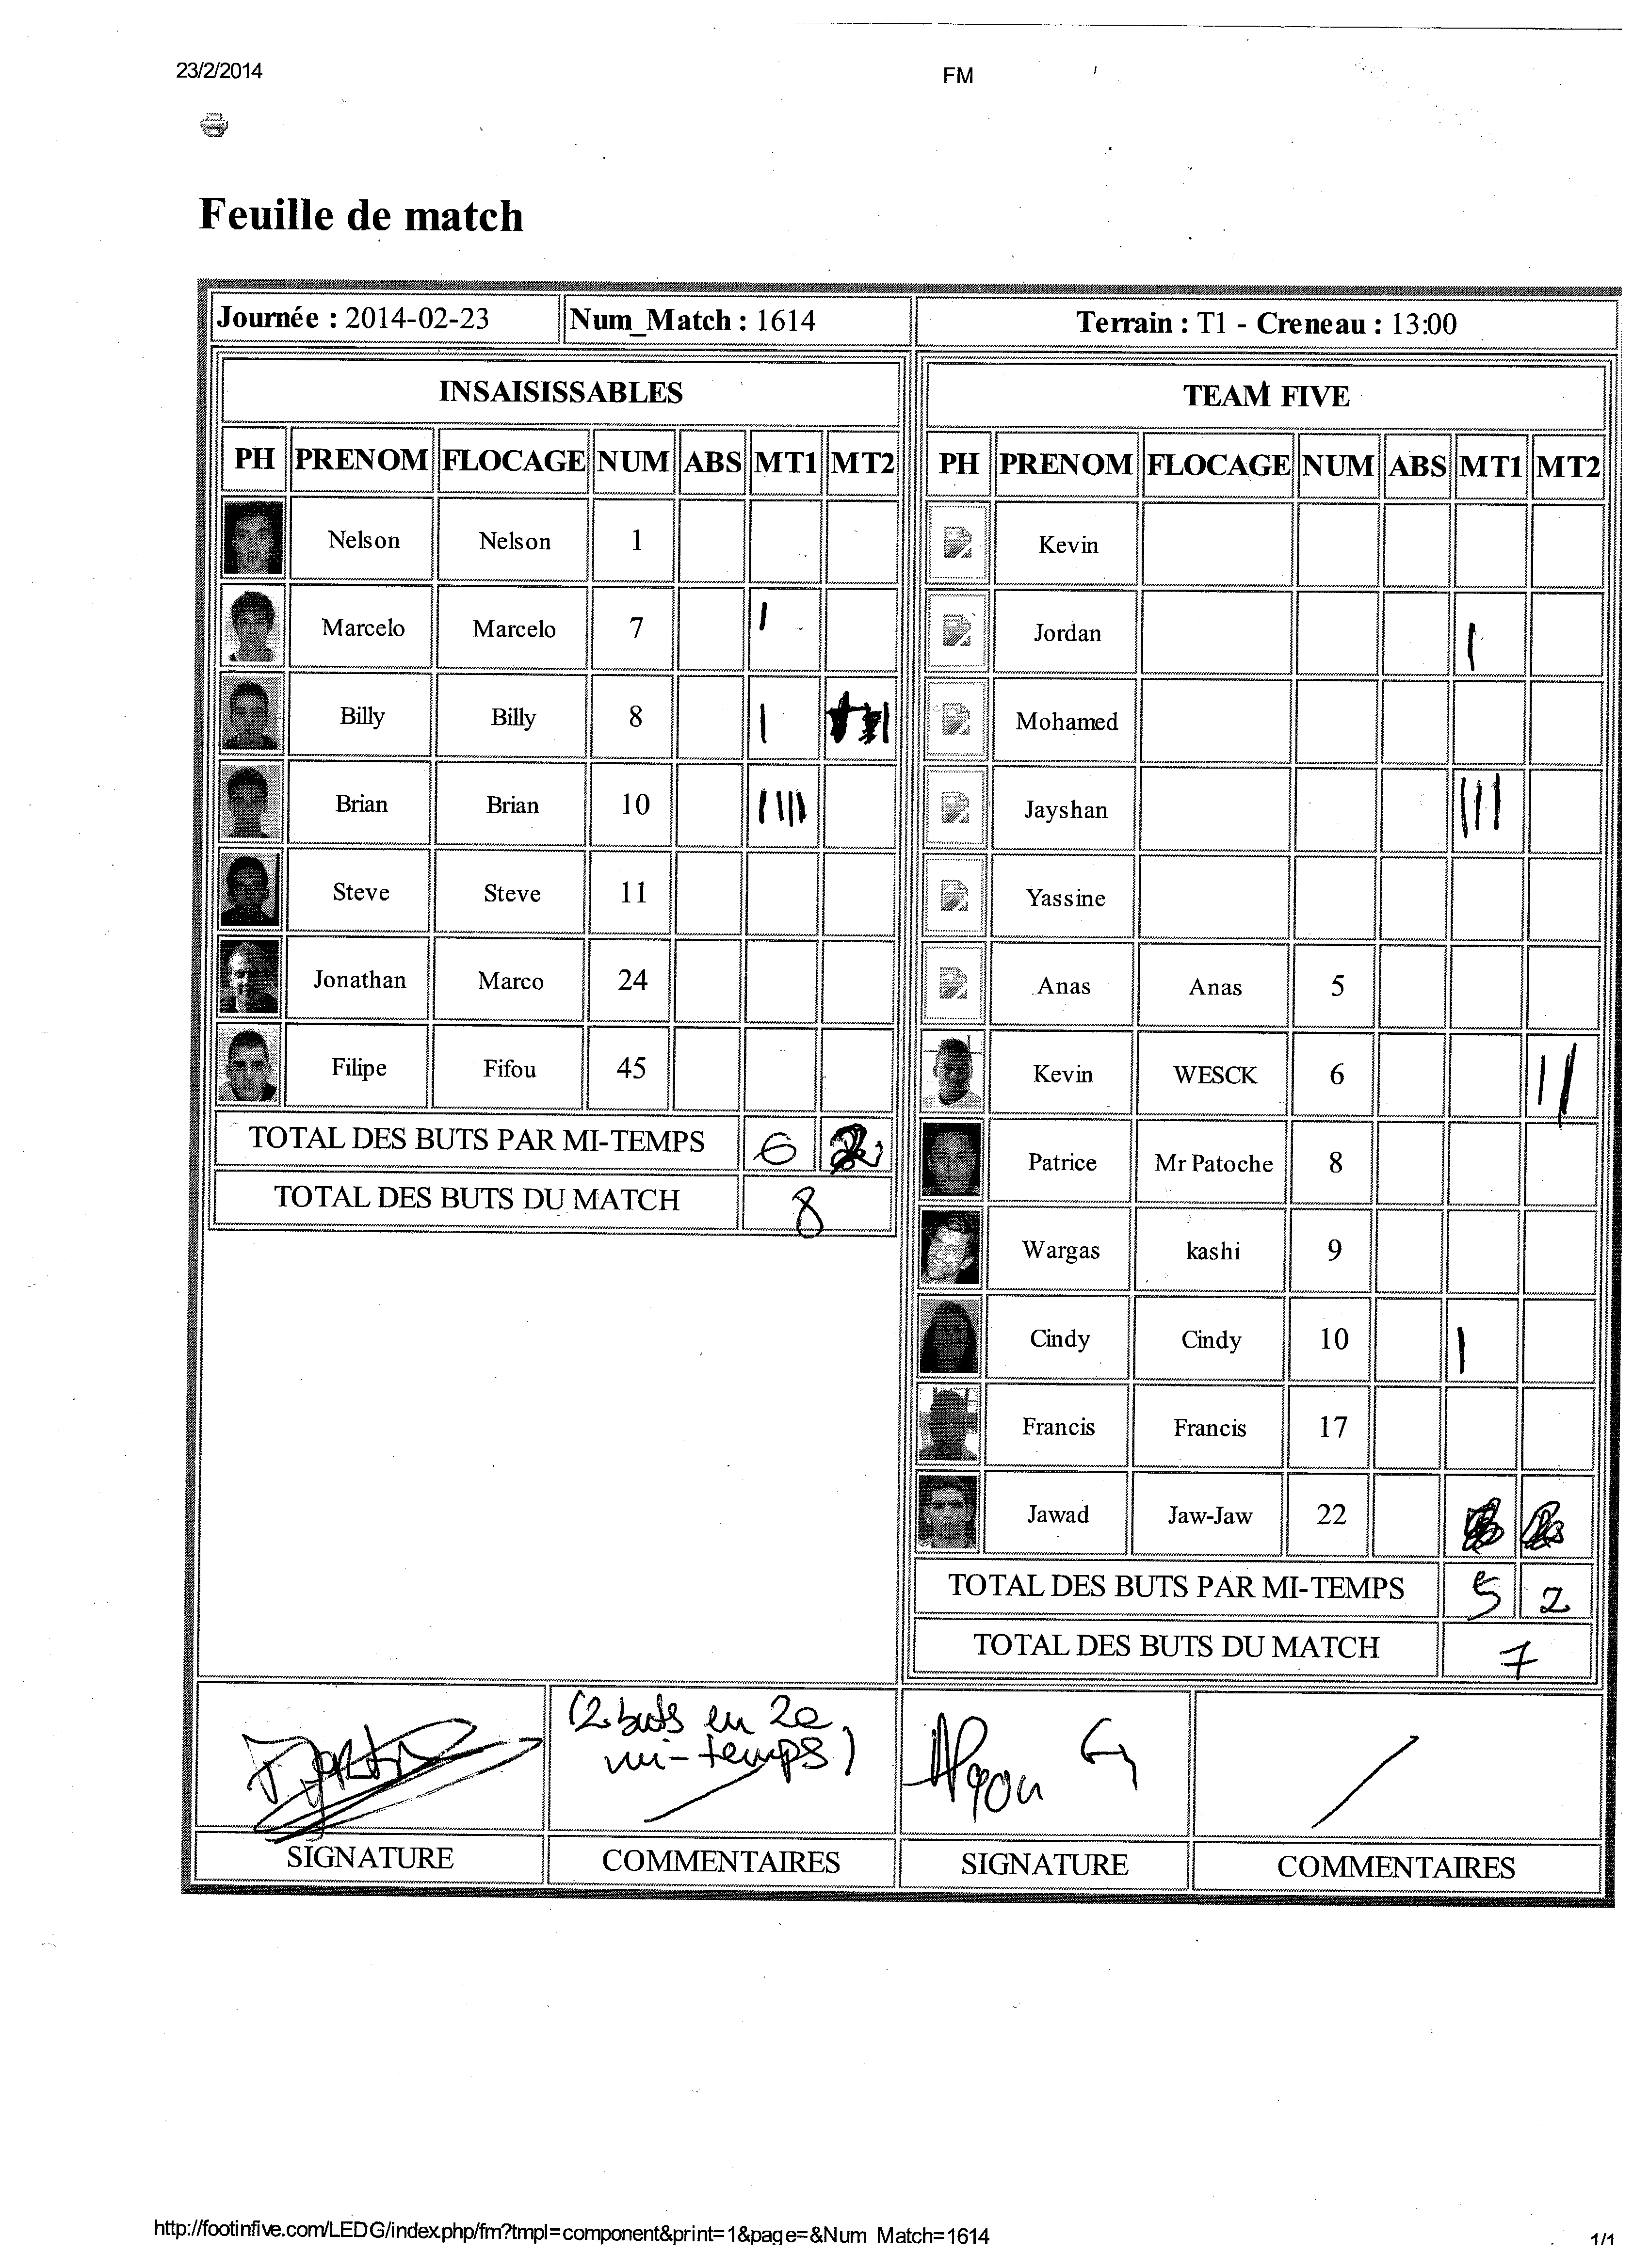 23/2/2014 FM
Feuille de match
Journée : 2014-02-23 Num_Match : 1614 Terrain : T1 - Creneau : 13:00
INSAISISSABLES
PH PRENOM FLOCAGE NUM ABS MT1 MT2
Nelson Nelson 1
Marcelo Marcelo 7 I
Billy Billy 8 I
Brian Brian 10 IIII
Steve Steve 11
Jonathan Marco 24
Filipe Fifou 45
TOTAL DES BUTS PAR MI-TEMPS 6
TOTAL DES BUTS DU MATCH 8
TEAM FIVE
PH PRENOM FLOCAGE NUM ABS MT1 MT2
Kevin
Jordan I
Mohamed
Jayshan III
Yassine
Anas Anas 5
Kevin WESCK 6 II
Patrice Mr Patoche 8
Wargas kashi 9
Cindy Cindy 10 I
Francis Francis 17
Jawad Jaw-Jaw 22
TOTAL DES BUTS PAR MI-TEMPS 5 2
TOTAL DES BUTS DU MATCH 7
(2 buts en 2e
mi-temps)
SIGNATURE COMMENTAIRES SIGNATURE COMMENTAIRES
http://footinfive.com/LEDG/index.php/fm?tmpl=component&print=1&page=&Num_Match=1614 1/1